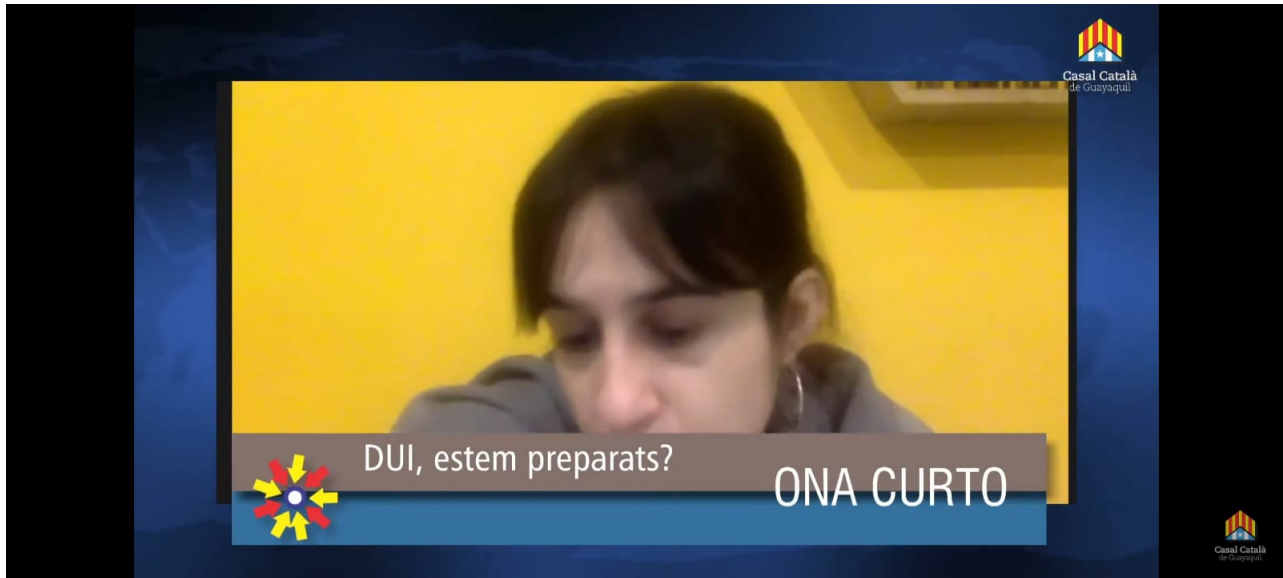 Casal Català
de Guayaquil
DUI, estem preparats?
ONA CURTO
Casal Català
de Guayaquil